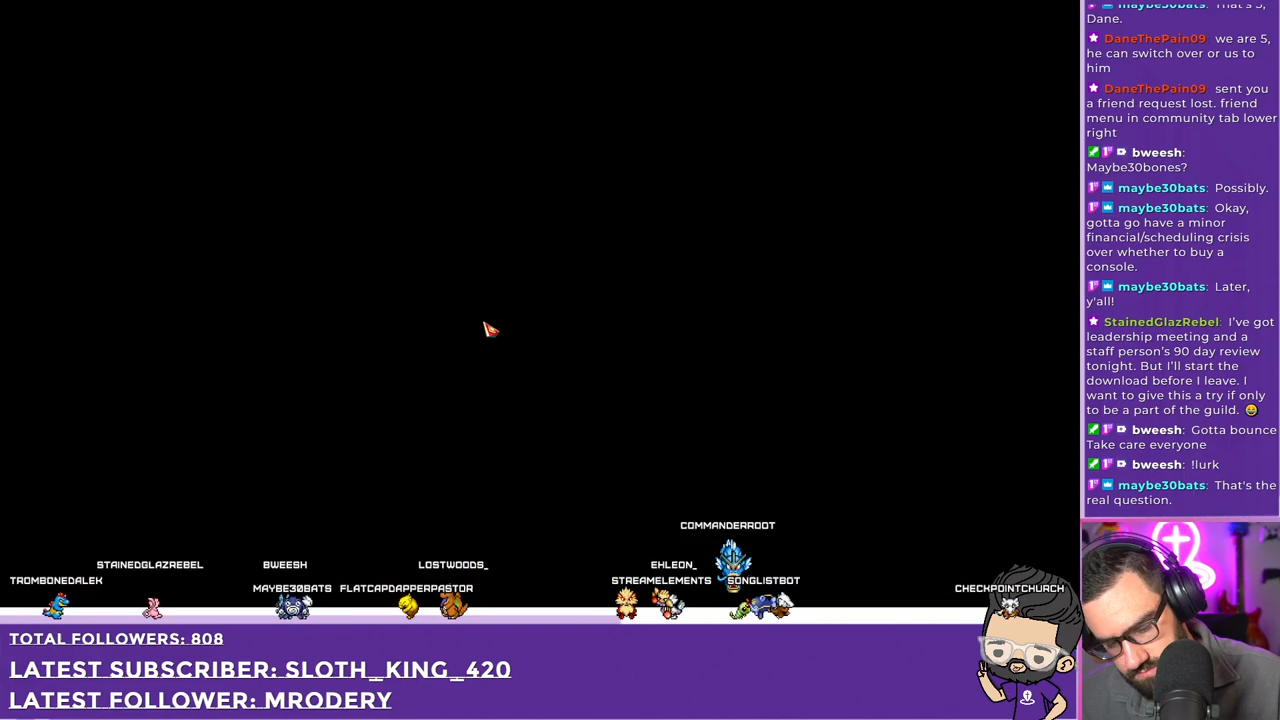 maybe30bats: That's 5,
Dane.
DaneThePain09 we are 5,
he can switch over or us to
him
DaneThePain09 sent you
a friend request lost. friend
menu in community tab lower
right
bweesh:
Maybe30bones?
maybe30bats: Possibly.
maybe30bats: Okay,
gotta go have a minor
financial/scheduling crisis
over whether to buy a
console.
maybe30bats: Later,
y'all!
StainedGlazRebel: I've got
leadership meeting and a
staff person's 90 day review
tonight. But I'll start the
download before I leave. I
want to give this a try if only
to be a part of the guild.
bweesh: Gotta bounce
Take care everyone
bweesh: !lurk
maybe30bats: That's the
real question.
COMMANDERROOT
STAINEDGLAZREBEL BWEESH LOSTWOODS_ EHLEON_
TROMBONEDALEK MAYBE30BATS FLATCAPDAPPERPASTOR STREAMELEMENTS SONGLISTBOT CHECKPOINTCHURCH
TOTAL FOLLOWERS: 808
LATEST SUBSCRIBER: SLOTH_KING_420
LATEST FOLLOWER: MRODERY